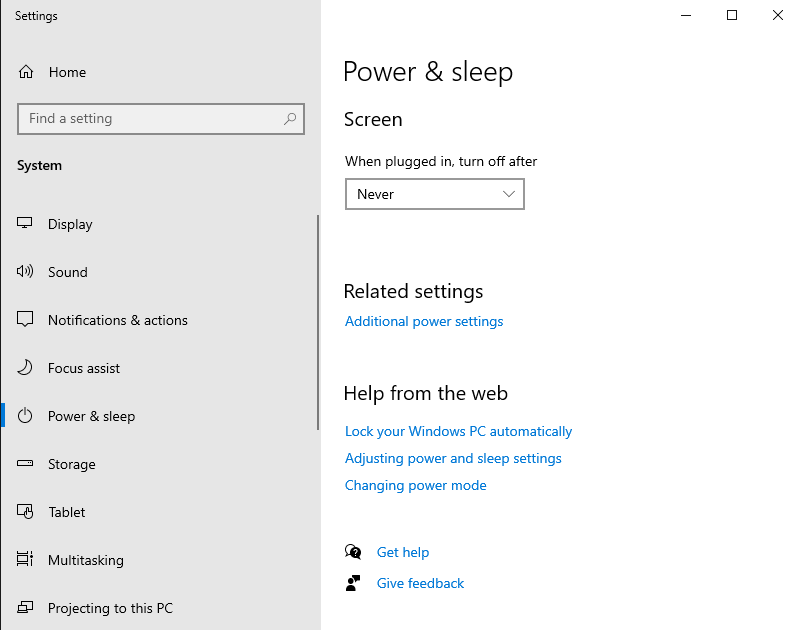 Settings
Home
Find a setting
System
Display
Sound
Notifications & actions
Focus assist
Power & sleep
Storage
Tablet
Multitasking
Projecting to this PC
Power & sleep
Screen
When plugged in, turn off after
Never
Related settings
Additional power settings
Help from the web
Lock your Windows PC automatically
Adjusting power and sleep settings
Changing power mode
Get help
Give feedback